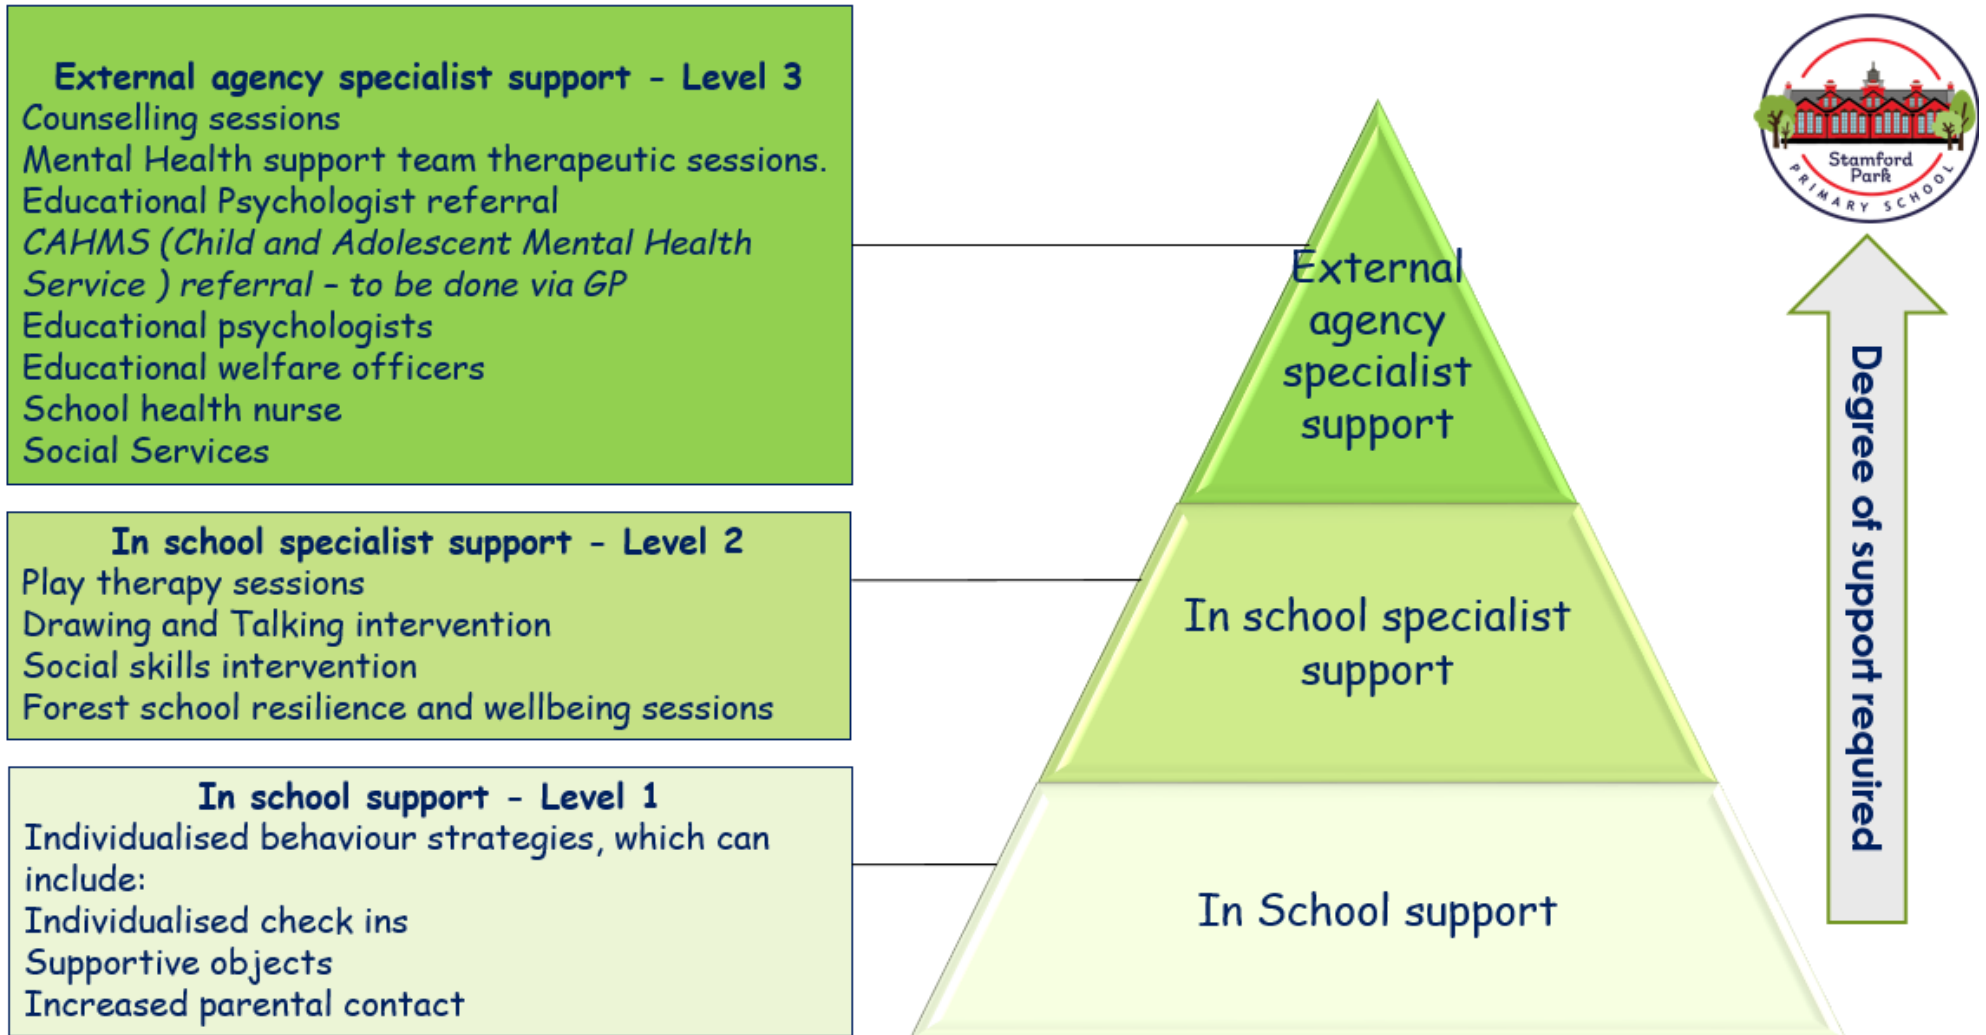 External agency specialist support - Level 3
Counselling sessions
Mental Health support team therapeutic sessions.
Educational Psychologist referral
CAHMS (Child and Adolescent Mental Health
Service ) referral – to be done via GP
Educational psychologists
Educational welfare officers
School health nurse
Social Services
In school specialist support - Level 2
Play therapy sessions
Drawing and Talking intervention
Social skills intervention
Forest school resilience and wellbeing sessions
In school support - Level 1
Individualised behaviour strategies, which can
include:
Individualised check ins
Supportive objects
Increased parental contact
External
agency
specialist
support
In school specialist
support
In School support
Stamford
Park
PRIMARY SCHOOL
Degree of support required